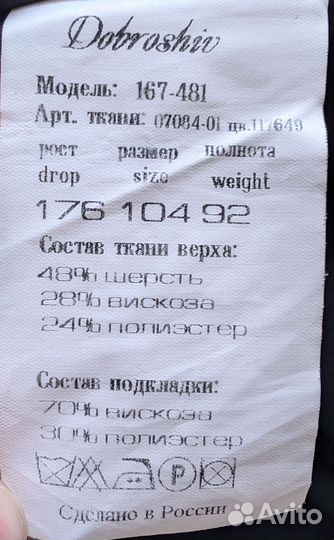 Dobroshiv
Модель: 167-481
Арт. ткани: 07084-01 цв.117649
рост размер полнота
drop size weight
176 104 92
Состав ткани верха:
48% шерсть
28% вискоза
24% полиэстер
Состав подкладки:
70% вискоза
30% полиэстер
P
Сделано в России
Avito